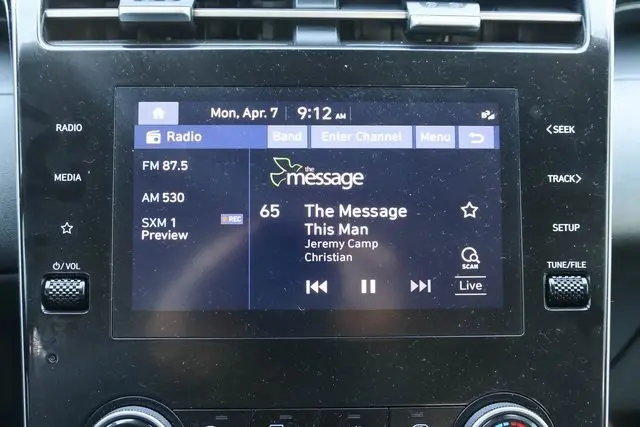 Mon, Apr. 7 9:12 AM
Radio Band Enter Channel Menu
RADIO
MEDIA
⏻/VOL
FM 87.5
AM 530
SXM 1 REC
Preview
the
message
65 The Message
This Man
Jeremy Camp
Christian
SCAN
Live
<SEEK
TRACK>
SETUP
TUNE/FILE